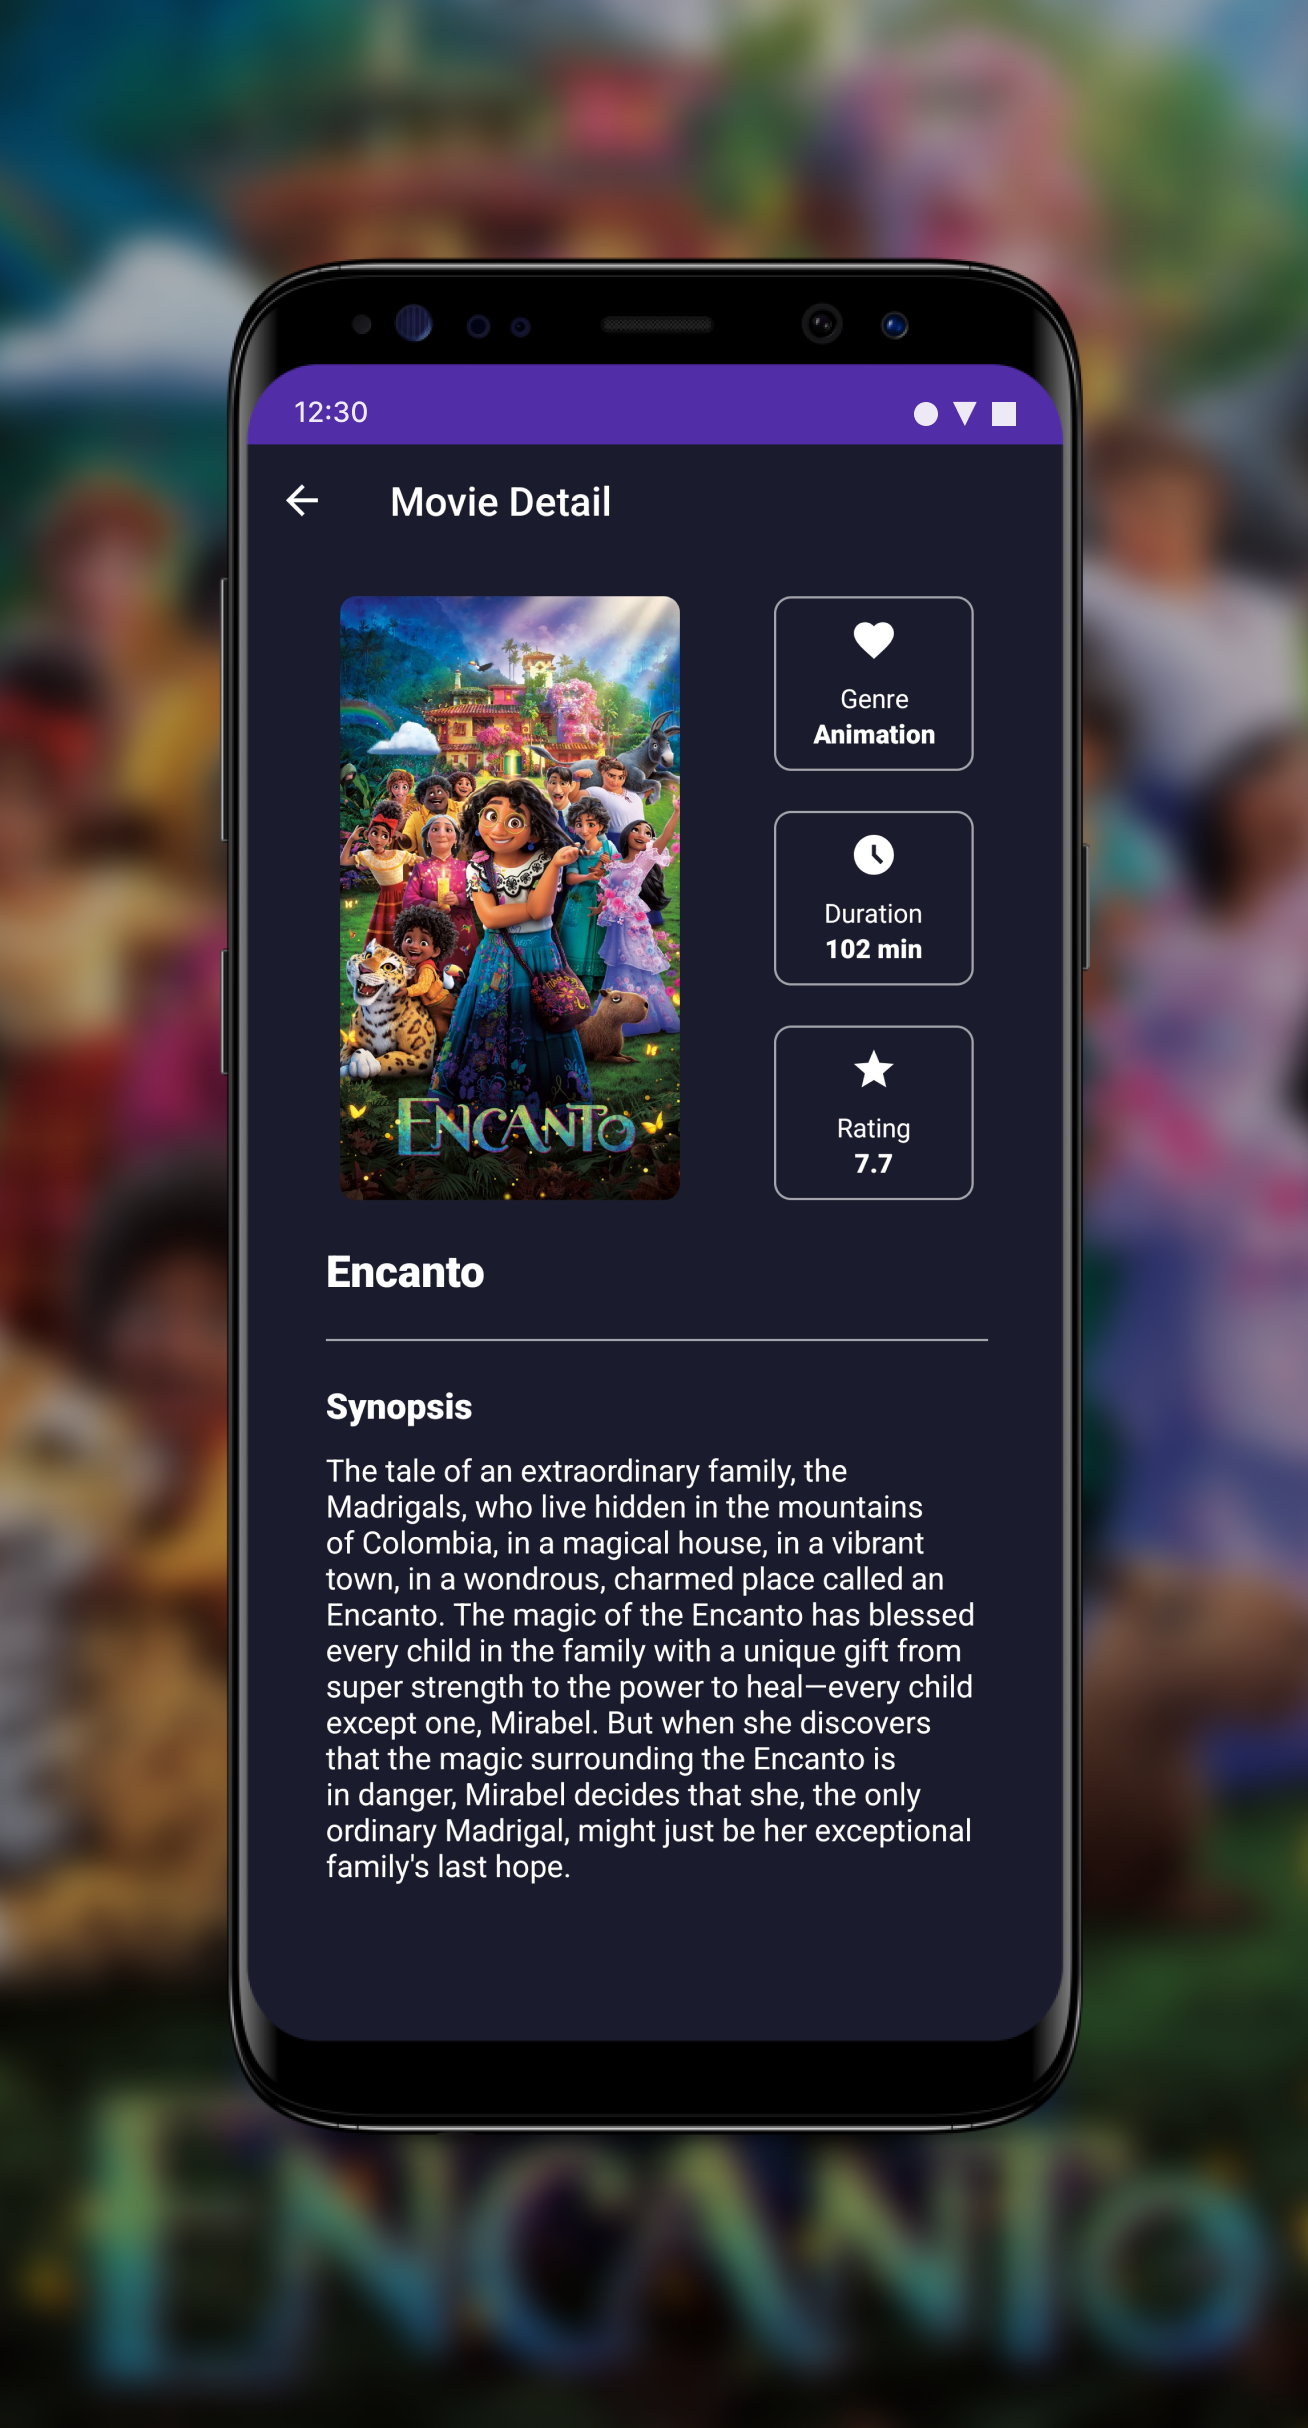 12:30
Movie Detail
Genre
Animation
Duration
102 min
Rating
7.7
ENCANTO
Encanto
Synopsis
The tale of an extraordinary family, the
Madrigals, who live hidden in the mountains
of Colombia, in a magical house, in a vibrant
town, in a wondrous, charmed place called an
Encanto. The magic of the Encanto has blessed
every child in the family with a unique gift from
super strength to the power to heal—every child
except one, Mirabel. But when she discovers
that the magic surrounding the Encanto is
in danger, Mirabel decides that she, the only
ordinary Madrigal, might just be her exceptional
family's last hope.
ENCANTO